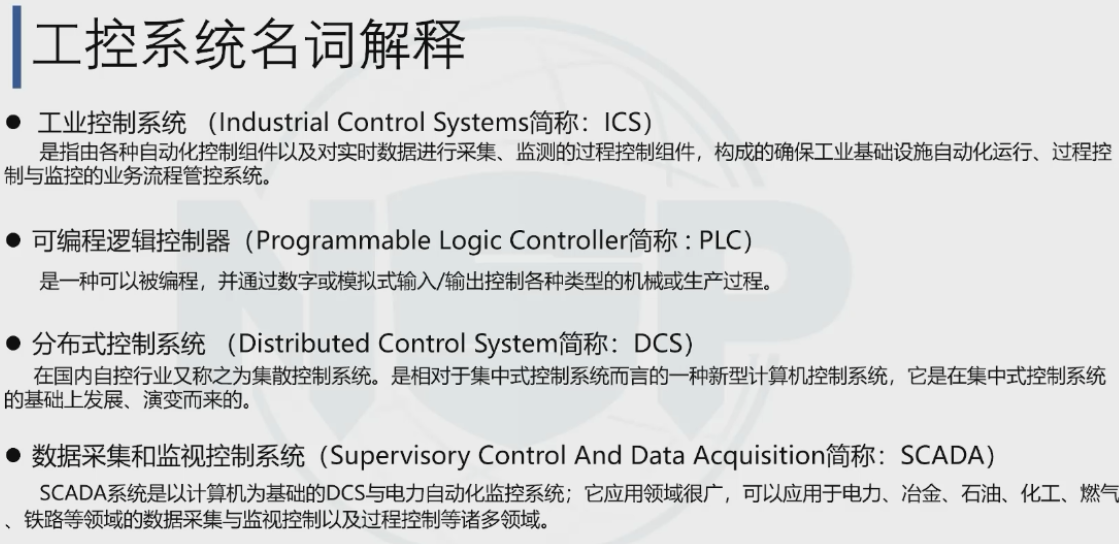 工控系统名词解释
● 工业控制系统 （Industrial Control Systems简称：ICS）
是指由各种自动化控制组件以及对实时数据进行采集、监测的过程控制组件，构成的确保工业基础设施自动化运行、过程控
制与监控的业务流程管控系统。
● 可编程逻辑控制器（Programmable Logic Controller简称 : PLC）
是一种可以被编程，并通过数字或模拟式输入/输出控制各种类型的机械或生产过程。
● 分布式控制系统 （Distributed Control System简称：DCS）
在国内自控行业又称之为集散控制系统。是相对于集中式控制系统而言的一种新型计算机控制系统，它是在集中式控制系统
的基础上发展、演变而来的。
● 数据采集和监视控制系统（Supervisory Control And Data Acquisition简称：SCADA）
SCADA系统是以计算机为基础的DCS与电力自动化监控系统；它应用领域很广，可以应用于电力、冶金、石油、化工、燃气
、铁路等领域的数据采集与监视控制以及过程控制等诸多领域。